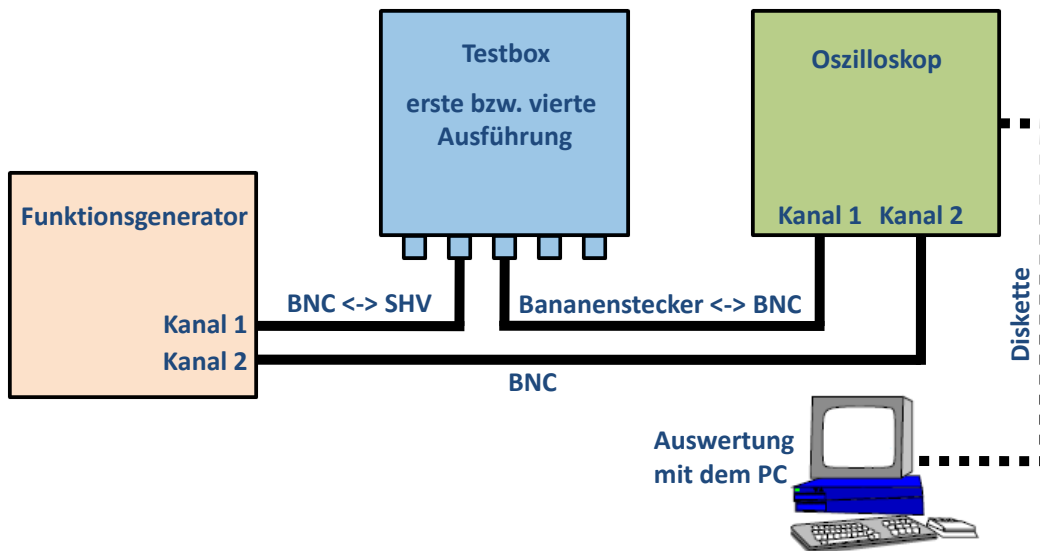 Testbox
erste bzw. vierte
Ausführung
Oszilloskop
Kanal 1 Kanal 2
Funktionsgenerator
Kanal 1
Kanal 2
BNC <-> SHV
Bananenstecker <-> BNC
BNC
Diskette
Auswertung
mit dem PC